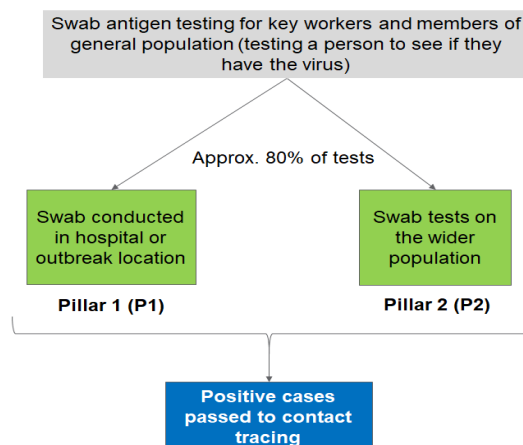 Swab antigen testing for key workers and members of
general population (testing a person to see if they
have the virus)
Approx. 80% of tests
Swab conducted
in hospital or
outbreak location
Swab tests on
the wider
population
Pillar 1 (P1)
Pillar 2 (P2)
Positive cases
passed to contact
tracing